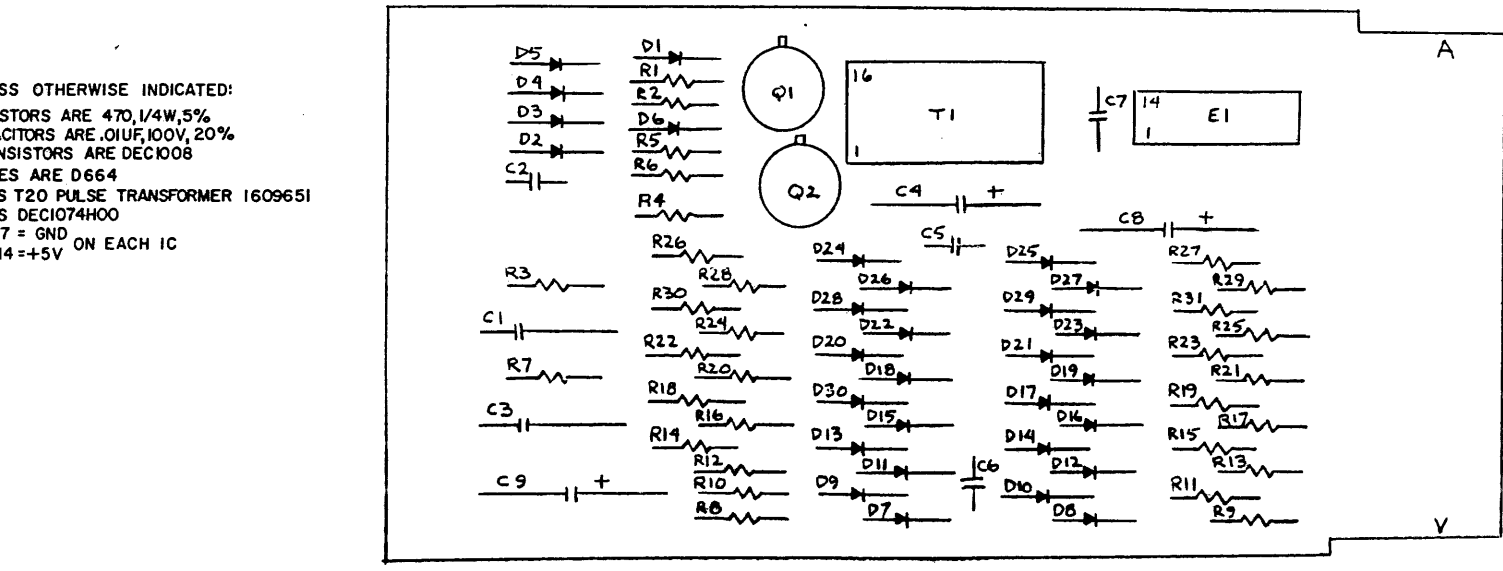 SS OTHERWISE INDICATED:
STORS ARE 470,1/4W,5%
ACITORS ARE .01UF,100V, 20%
NSISTORS ARE DEC1008
ES ARE D664
S T20 PULSE TRANSFORMER 1609651
S DEC1074H00
7 = GND
14 =+5V ON EACH IC
D5
D4
D3
D2
C2
D1
R1
R2
D6
R5
R6
R4
Q1
Q2
16
T1
1
C7
14
E1
1
A
C4 +
C8 +
C5
R3
C1
R7
C3
C9 +
R26
R28
R30
R24
R22
R20
R18
R16
R14
R12
R10
R8
D24
D26
D28
D22
D20
D18
D30
D15
D13
D11
D9
D7
C6
D25
D27
D29
D23
D21
D19
D17
D16
D14
D12
D10
D8
R27
R29
R31
R25
R23
R21
R19
R17
R15
R13
R11
R9
V